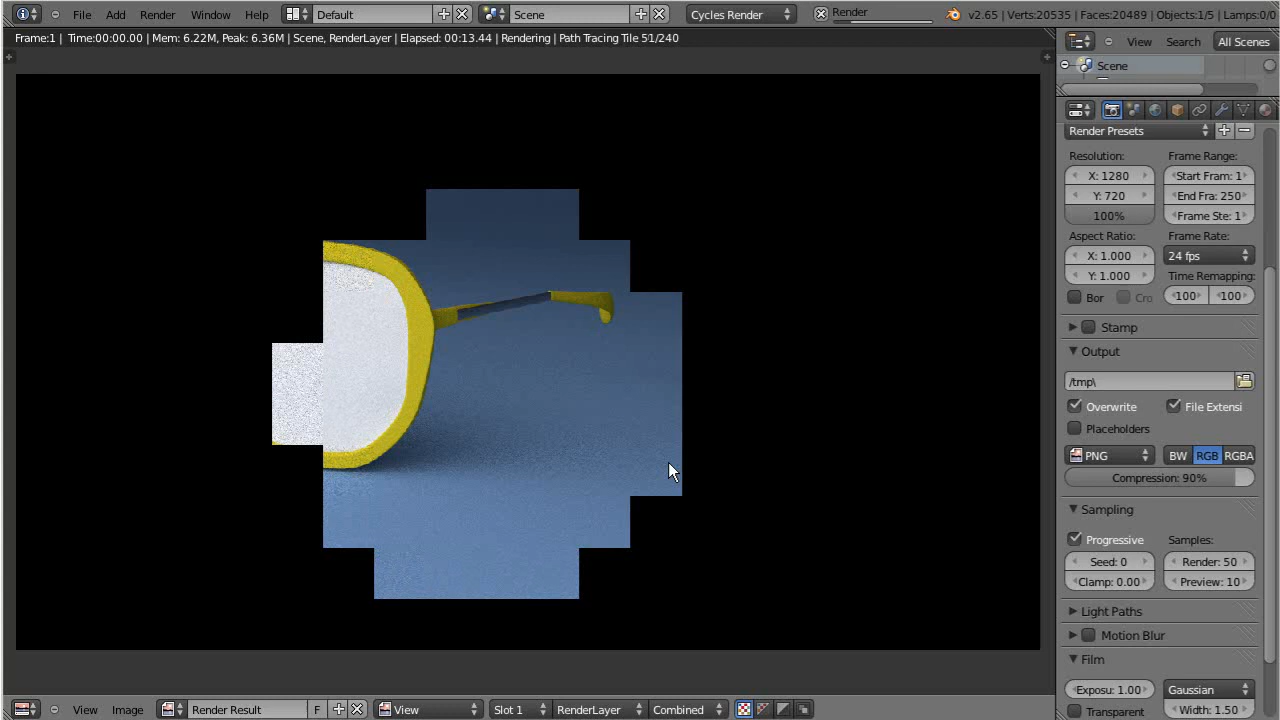 File Add Render Window Help Default Scene Cycles Render Render v2.65 | Verts:20535 | Faces:20489 | Objects:1/5 | Lamps:0/0
Frame:1 | Time:00:00.00 | Mem: 6.22M, Peak: 6.36M | Scene, RenderLayer | Elapsed: 00:13.44 | Rendering | Path Tracing Tile 51/240
View Search All Scenes
Scene
Render Presets
Resolution: Frame Range:
X: 1280 Start Fram: 1
Y: 720 End Fra: 250
100% Frame Ste: 1
Aspect Ratio: Frame Rate:
X: 1.000 24 fps
Y: 1.000 Time Remapping:
Bor Cro 100 100
Stamp
Output
/tmp\
Overwrite File Extensi
Placeholders
PNG BW RGB RGBA
Compression: 90%
Sampling
Progressive Samples:
Seed: 0 Render: 50
Clamp: 0.00 Preview: 10
Light Paths
Motion Blur
Film
Exposu: 1.00 Gaussian
Transparent Width: 1.50
View Image Render Result F View Slot 1 RenderLayer Combined